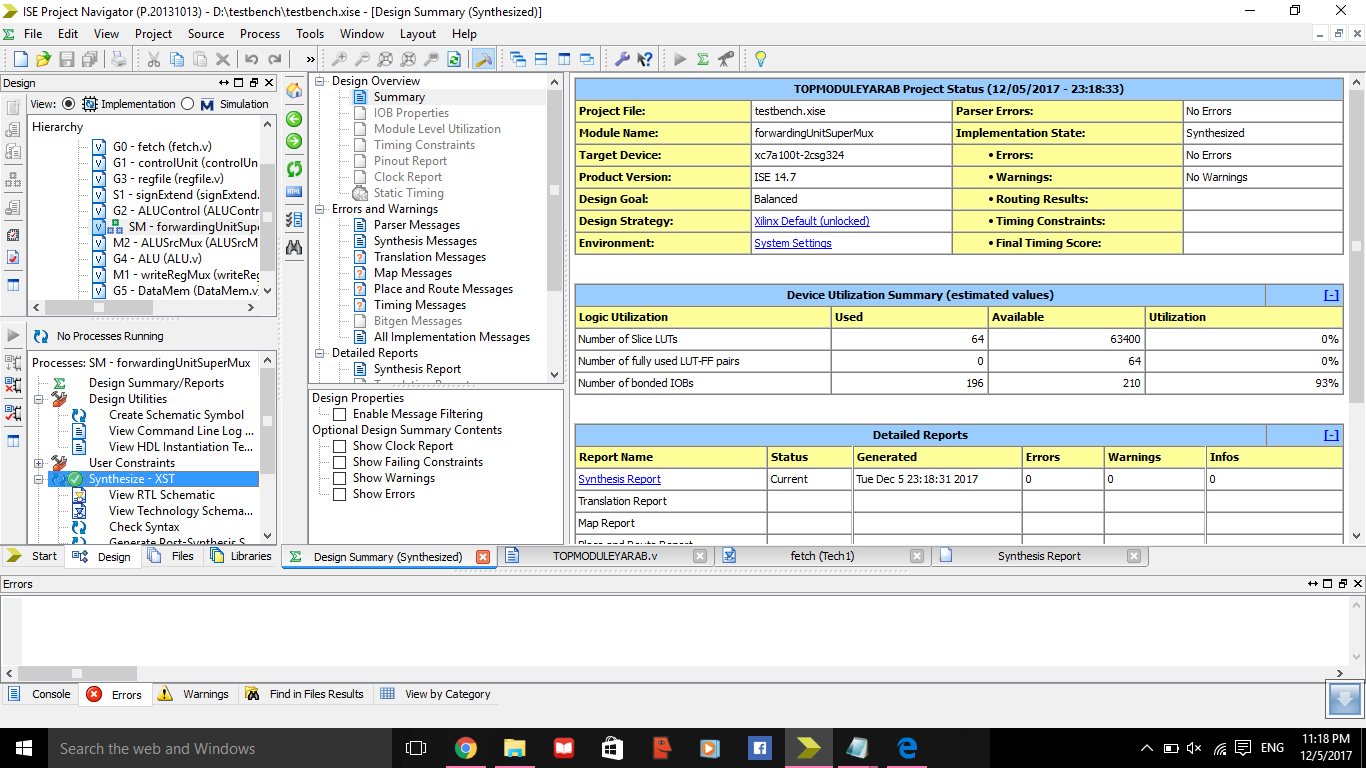 ISE Project Navigator (P.20131013) - D:\testbench\testbench.xise - [Design Summary (Synthesized)]
File Edit View Project Source Process Tools Window Layout Help
»
Design
View: Implementation Simulation
Hierarchy
G0 - fetch (fetch.v)
G1 - controlUnit (controlUn
G3 - regfile (regfile.v)
S1 - signExtend (signExtend.
G2 - ALUControl (ALUContr
SM - forwardingUnitSupe
M2 - ALUSrcMux (ALUSrcM
G4 - ALU (ALU.v)
M1 - writeRegMux (writeReg
G5 - DataMem (DataMem.v
No Processes Running
Processes: SM - forwardingUnitSuperMux
Design Summary/Reports
Design Utilities
Create Schematic Symbol
View Command Line Log ...
View HDL Instantiation Te...
User Constraints
Synthesize - XST
View RTL Schematic
View Technology Schema...
Check Syntax
Generate Post-Synthesis S
Start Design Files Libraries
Design Overview
Summary
IOB Properties
Module Level Utilization
Timing Constraints
Pinout Report
Clock Report
Static Timing
Errors and Warnings
Parser Messages
Synthesis Messages
Translation Messages
Map Messages
Place and Route Messages
Timing Messages
Bitgen Messages
All Implementation Messages
Detailed Reports
Synthesis Report
Translation Report
Design Properties
Enable Message Filtering
Optional Design Summary Contents
Show Clock Report
Show Failing Constraints
Show Warnings
Show Errors
TOPMODULEYARAB Project Status (12/05/2017 - 23:18:33)
Project File: testbench.xise Parser Errors: No Errors
Module Name: forwardingUnitSuperMux Implementation State: Synthesized
Target Device: xc7a100t-2csg324 • Errors: No Errors
Product Version: ISE 14.7 • Warnings: No Warnings
Design Goal: Balanced • Routing Results:
Design Strategy: Xilinx Default (unlocked) • Timing Constraints:
Environment: System Settings • Final Timing Score:
Device Utilization Summary (estimated values) [-]
Logic Utilization Used Available Utilization
Number of Slice LUTs 64 63400 0%
Number of fully used LUT-FF pairs 0 64 0%
Number of bonded IOBs 196 210 93%
Detailed Reports [-]
Report Name Status Generated Errors Warnings Infos
Synthesis Report Current Tue Dec 5 23:18:31 2017 0 0 0
Translation Report
Map Report
Place and Route Report
Design Summary (Synthesized) TOPMODULEYARAB.v fetch (Tech1) Synthesis Report
Errors
Console Errors Warnings Find in Files Results View by Category
Search the web and Windows
ENG
11:18 PM
12/5/2017